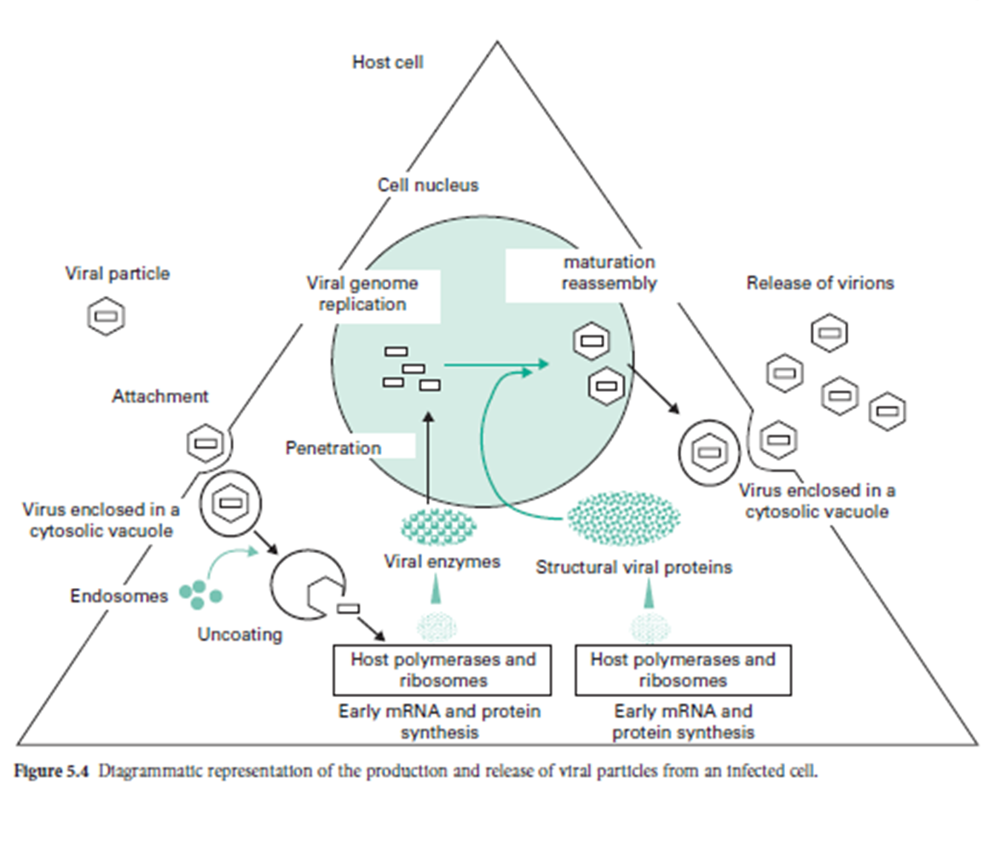 Host cell
Cell nucleus
Viral particle
Viral genome
replication
maturation
reassembly
Release of virions
Attachment
Penetration
Virus enclosed in a
cytosolic vacuole
Virus enclosed in a
cytosolic vacuole
Viral enzymes
Structural viral proteins
Endosomes
Uncoating
Host polymerases and
ribosomes
Early mRNA and protein
synthesis
Host polymerases and
ribosomes
Early mRNA and
protein synthesis
Figure 5.4 Diagrammatic representation of the production and release of viral particles from an infected cell.